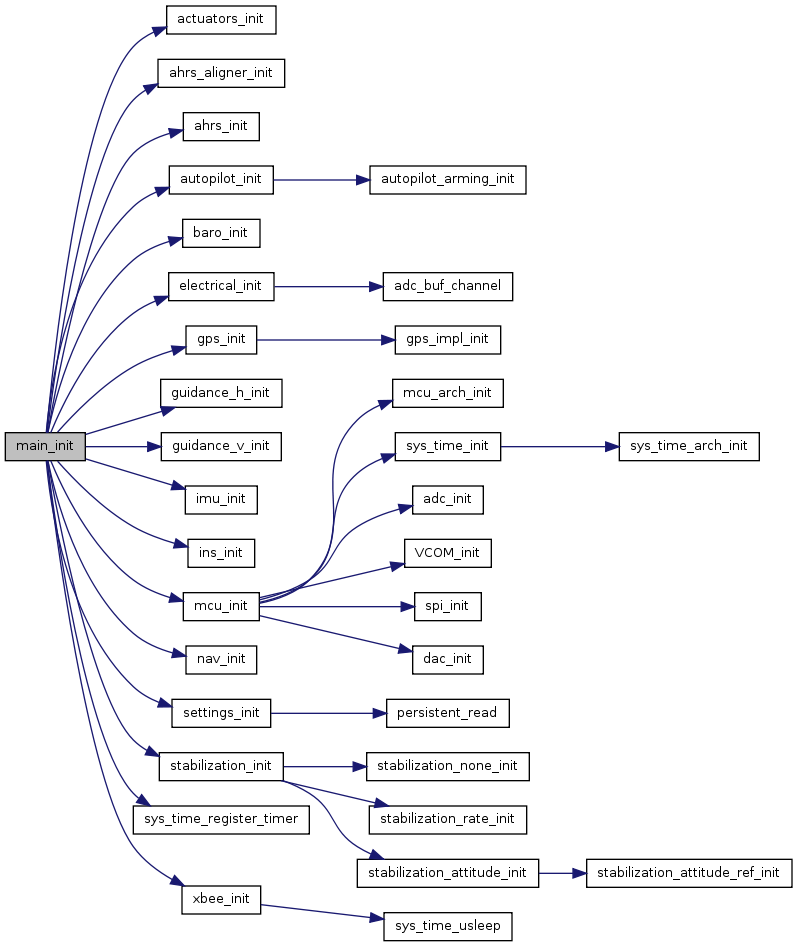 actuators_init
ahrs_aligner_init
ahrs_init
autopilot_init
autopilot_arming_init
baro_init
electrical_init
adc_buf_channel
gps_init
gps_impl_init
guidance_h_init
mcu_arch_init
main_init
guidance_v_init
sys_time_init
sys_time_arch_init
imu_init
adc_init
ins_init
VCOM_init
mcu_init
spi_init
nav_init
dac_init
settings_init
persistent_read
stabilization_init
stabilization_none_init
sys_time_register_timer
stabilization_rate_init
stabilization_attitude_init
stabilization_attitude_ref_init
xbee_init
sys_time_usleep